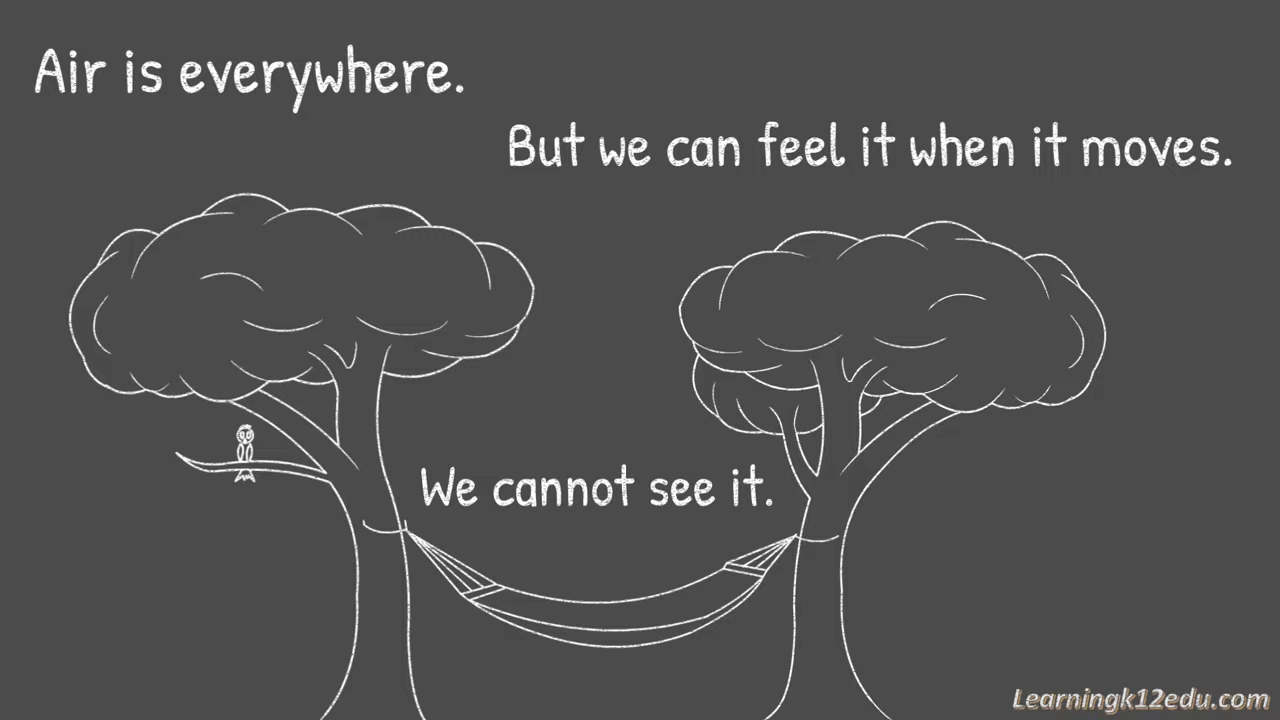 Air is everywhere.
But we can feel it when it moves.
We cannot see it.
Learningk12edu.com